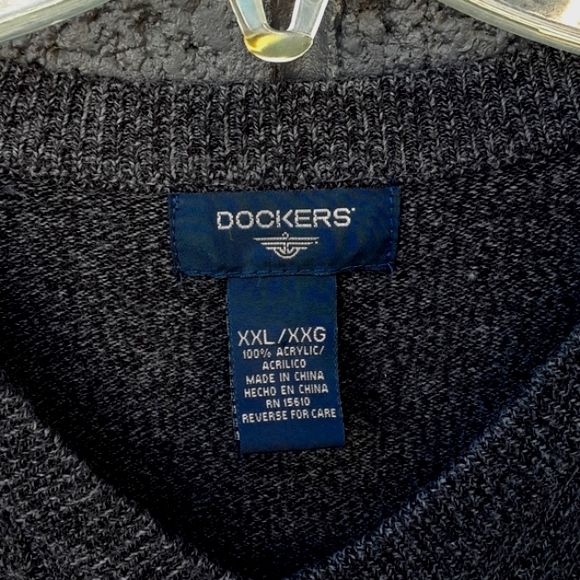 DOCKERS
XXL/XXG
100% ACRYLIC/
ACRILICO
MADE IN CHINA
HECHO EN CHINA
RN 15610
REVERSE FOR CARE